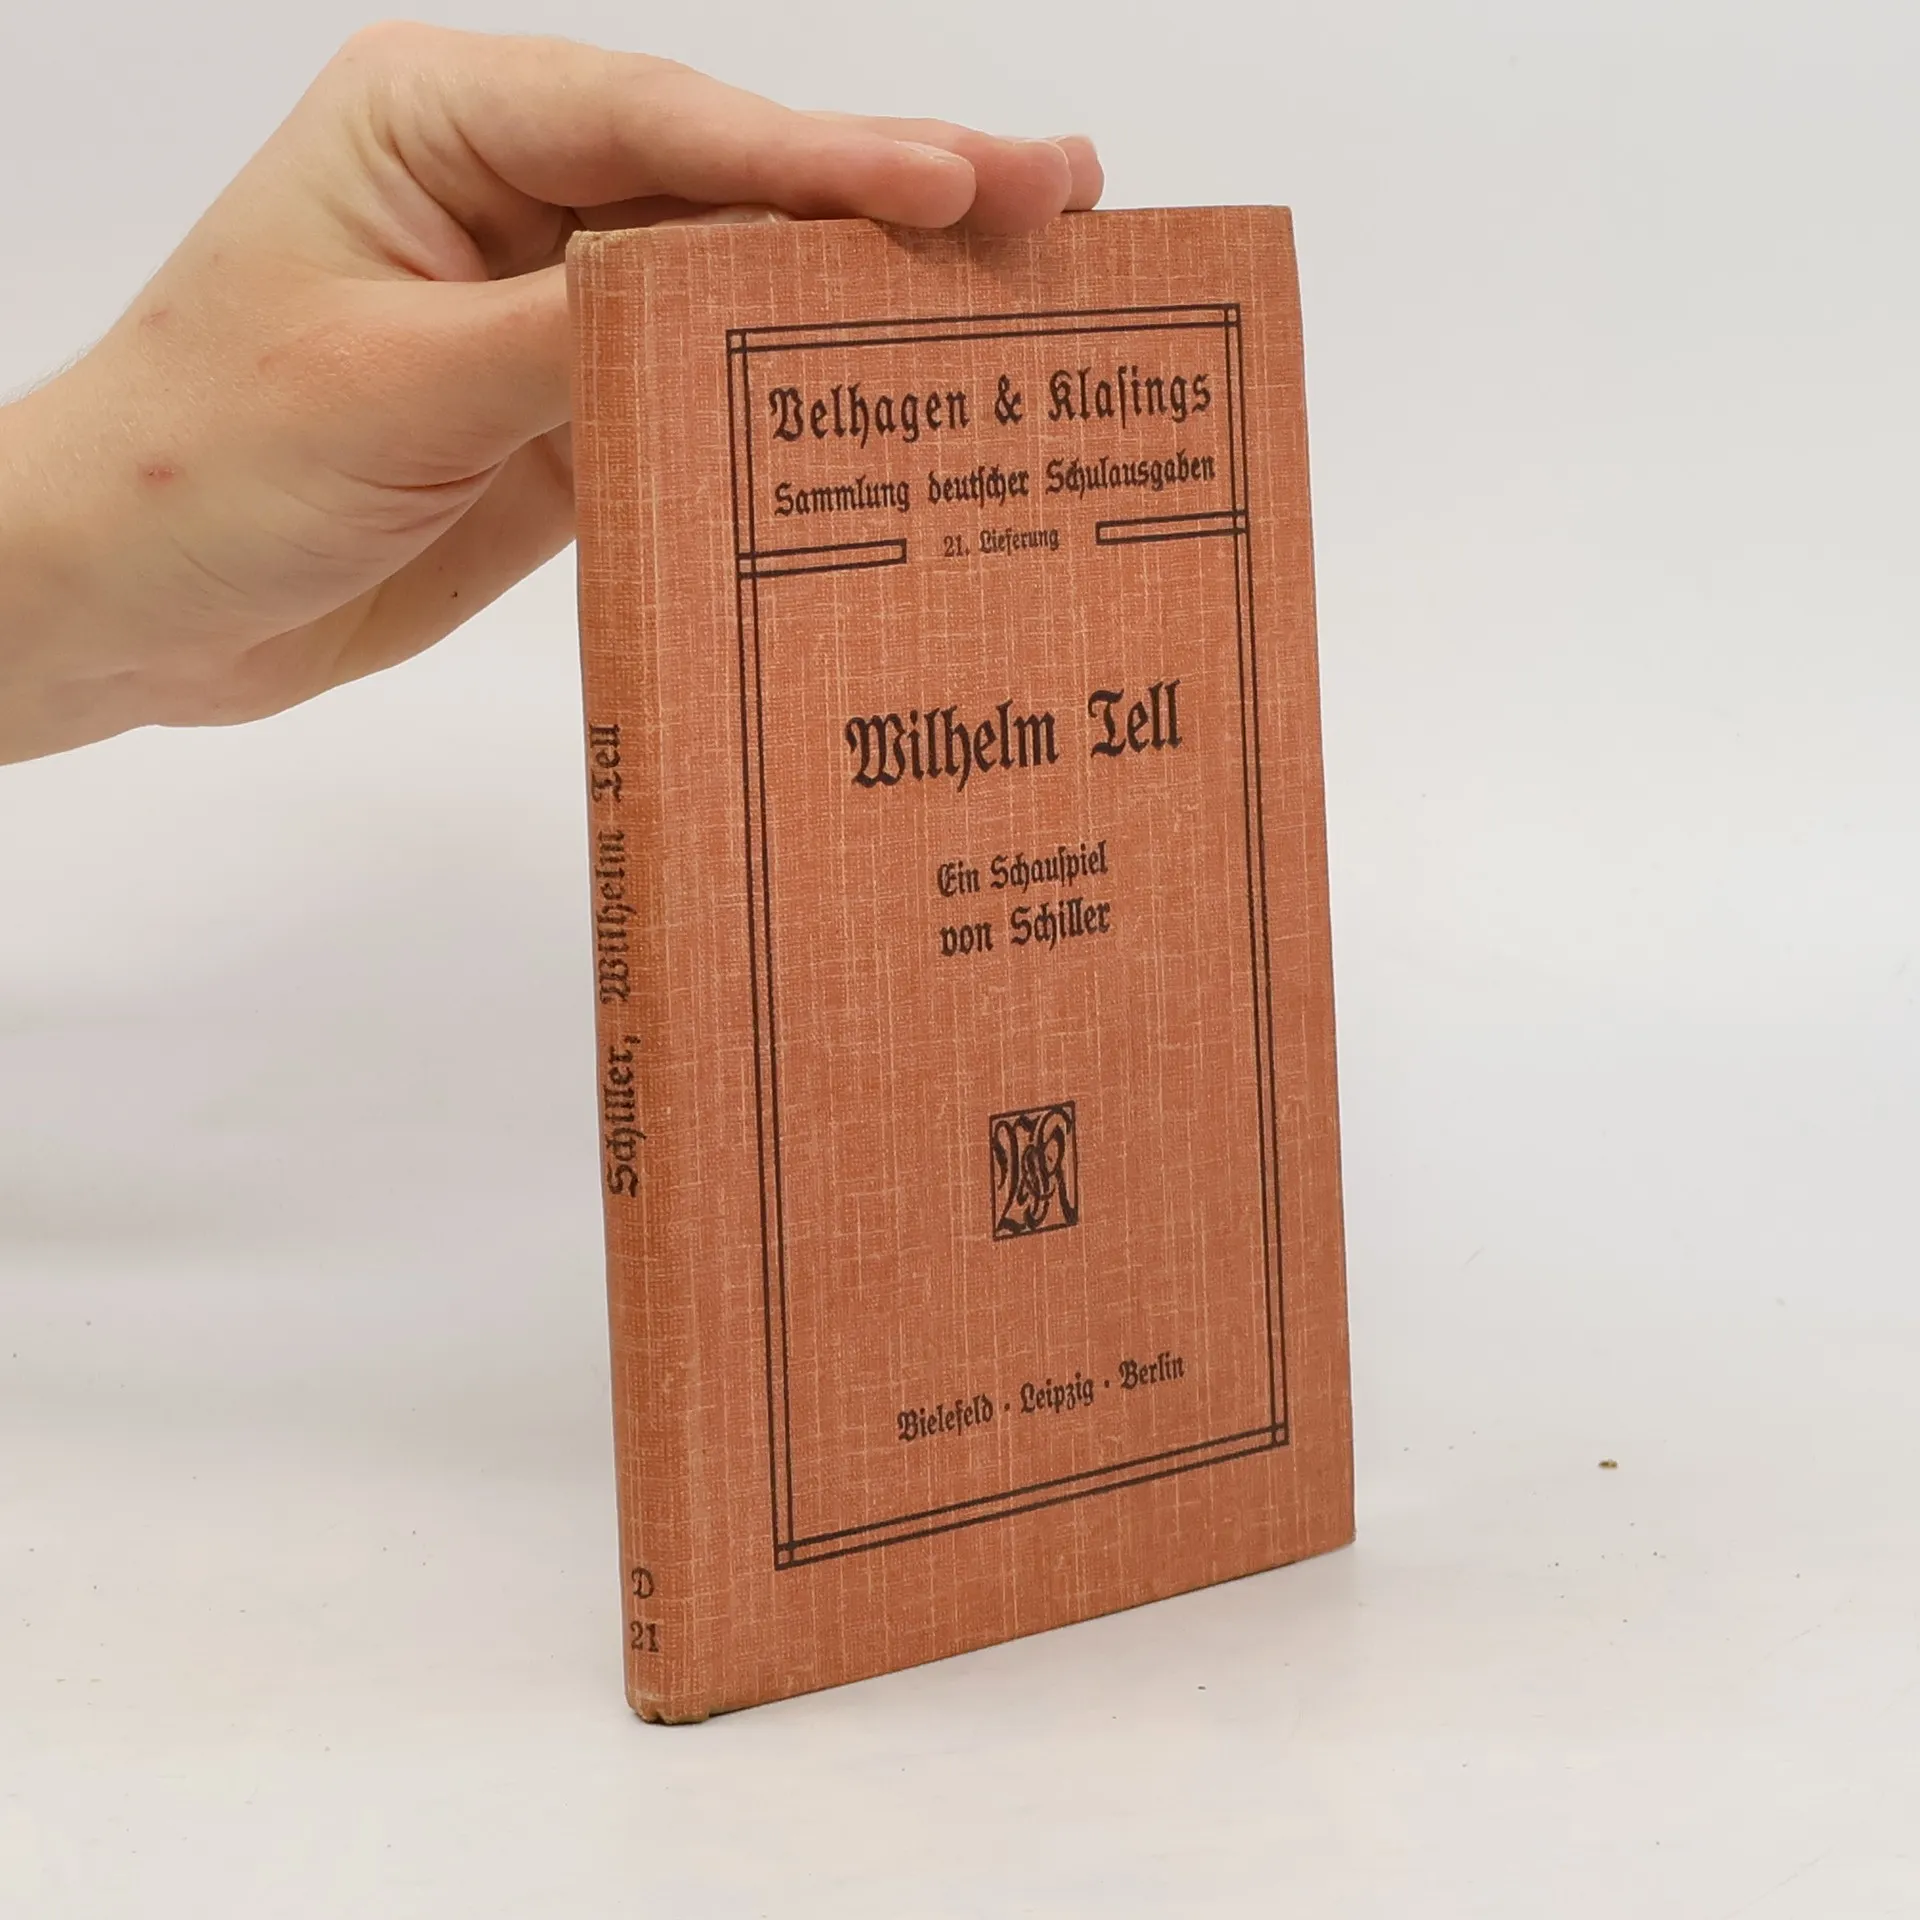 Velhagen & Klaſings
Sammlung deutſcher Schulausgaben
21. Lieferung
Wilhelm Tell
Ein Schauſpiel
von Schiller
VK
Bielefeld · Leipzig · Berlin
Schiller, Wilhelm Tell
D
21